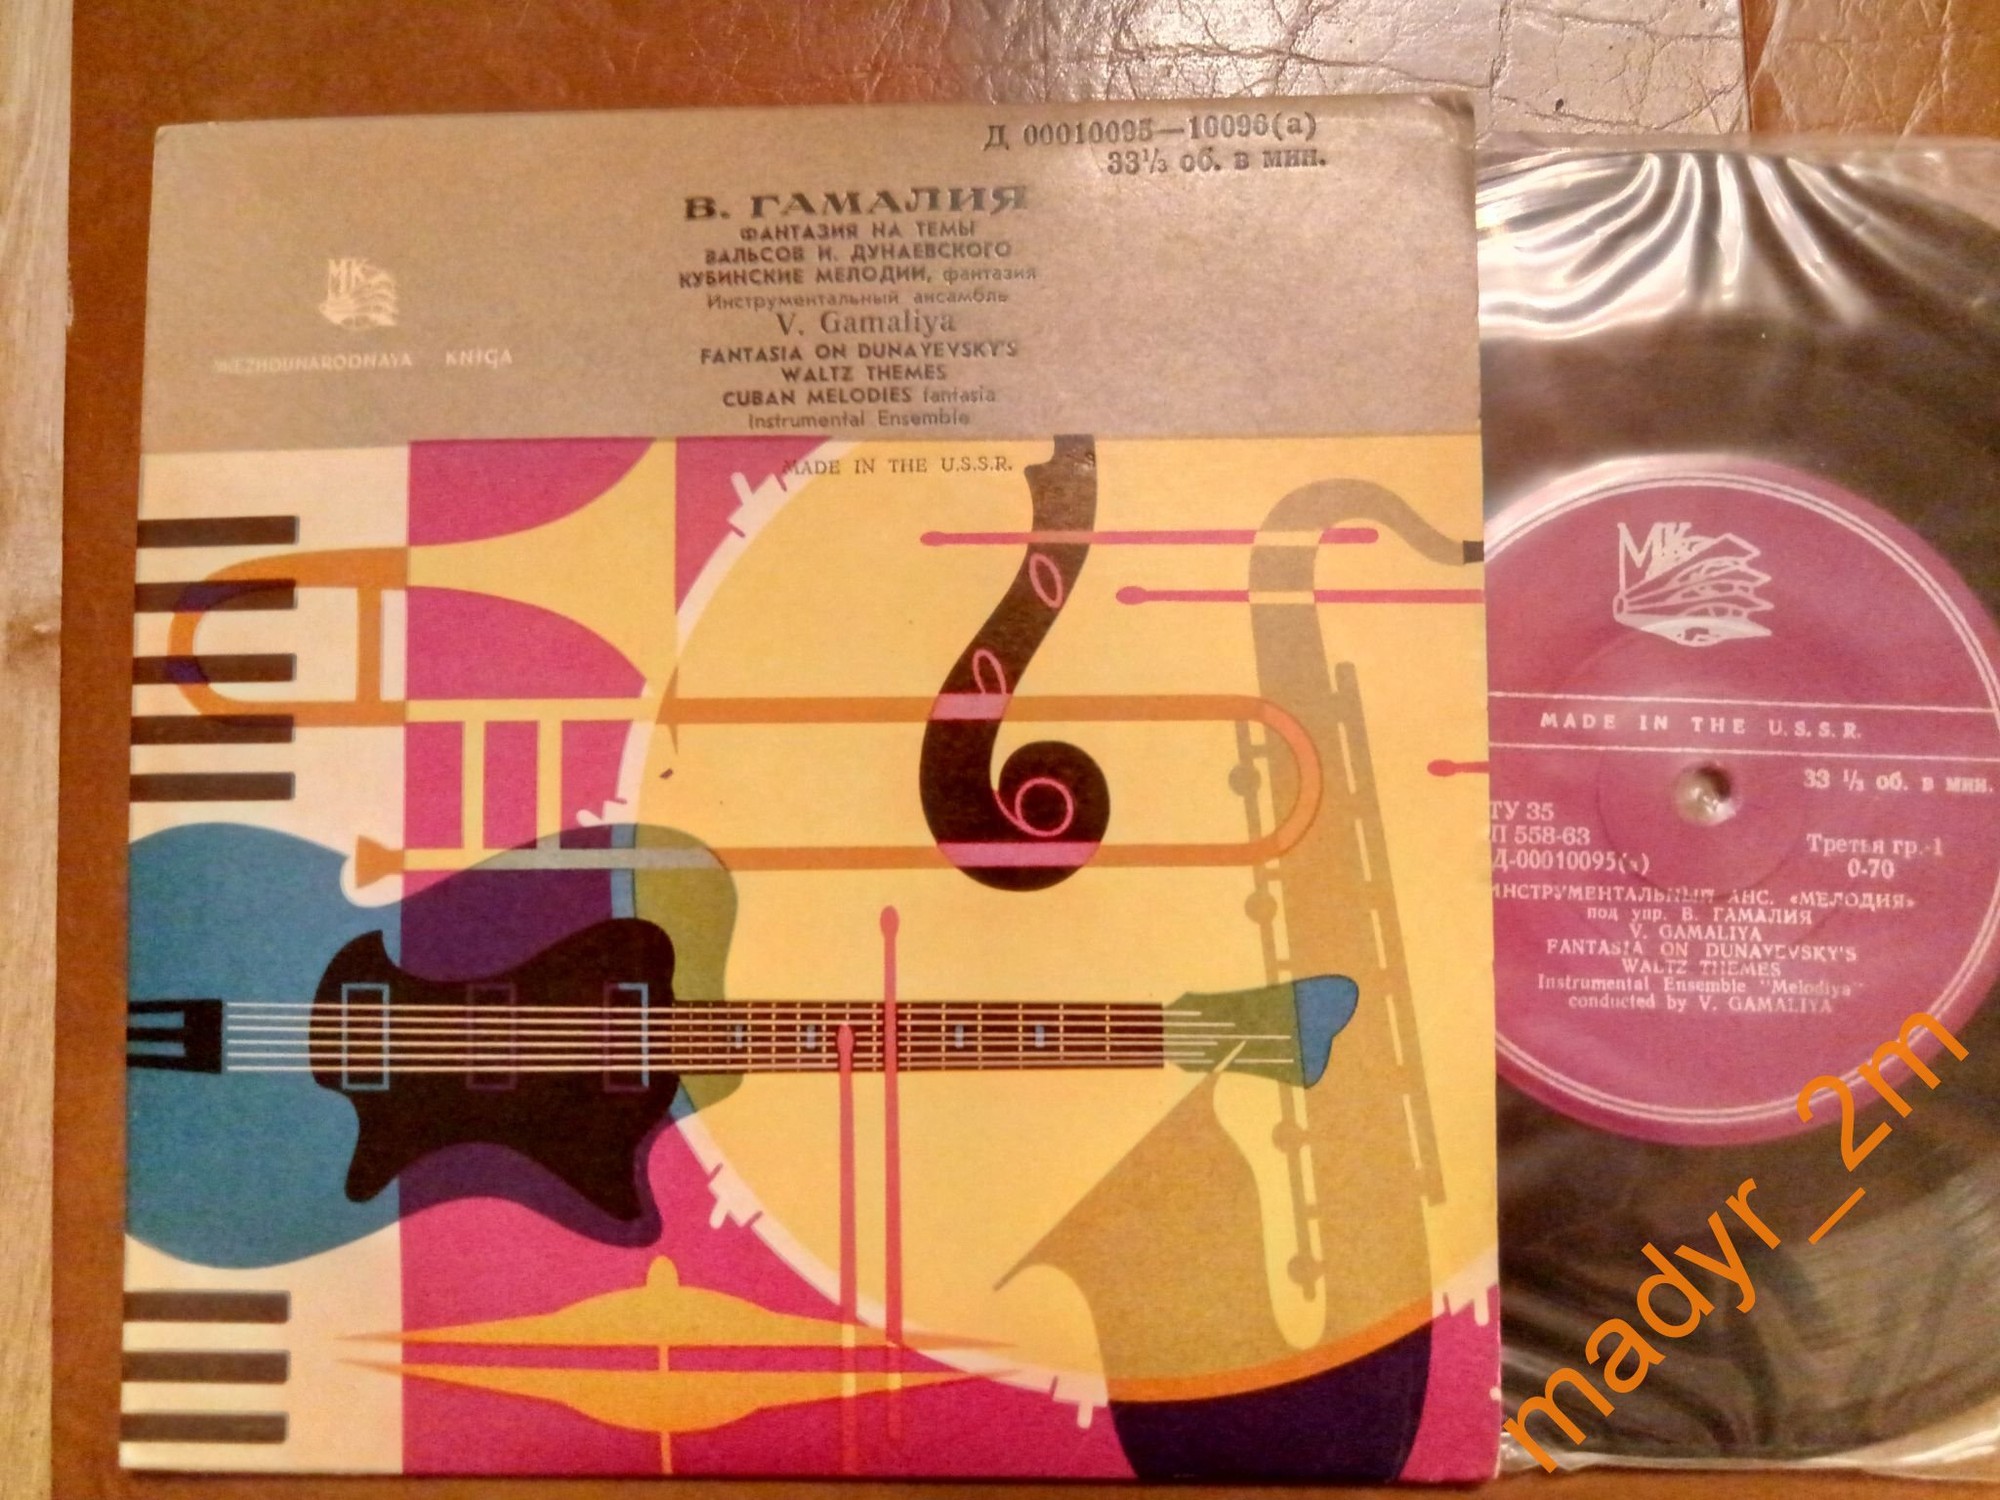 Д 00010095—10096(а)
33⅓ об. в мин.
В. ГАМАЛИЯ
ФАНТАЗИЯ НА ТЕМЫ
ВАЛЬСОВ И. ДУНАЕВСКОГО
КУБИНСКИЕ МЕЛОДИИ, фантазия
Инструментальный ансамбль
V. Gamaliya
FANTASIA ON DUNAYEVSKY'S
WALTZ THEMES
CUBAN MELODIES fantasia
Instrumental Ensemble
MK
MEZHDUNARODNAYA KNIGA
MADE IN THE U.S.S.R.
MK
MADE IN THE U.S.S.R.
33 ⅓ об. в мин.
ТУ 35
П 558-63
Д-00010095(а)
Третья гр.-1
0-70
ИНСТРУМЕНТАЛЬНЫЙ АНС. «МЕЛОДИЯ»
под упр. В. ГАМАЛИЯ
V. GAMALIYA
FANTASIA ON DUNAYEVSKY'S
WALTZ THEMES
Instrumental Ensemble "Melodiya"
conducted by V. GAMALIYA
madyr_2m